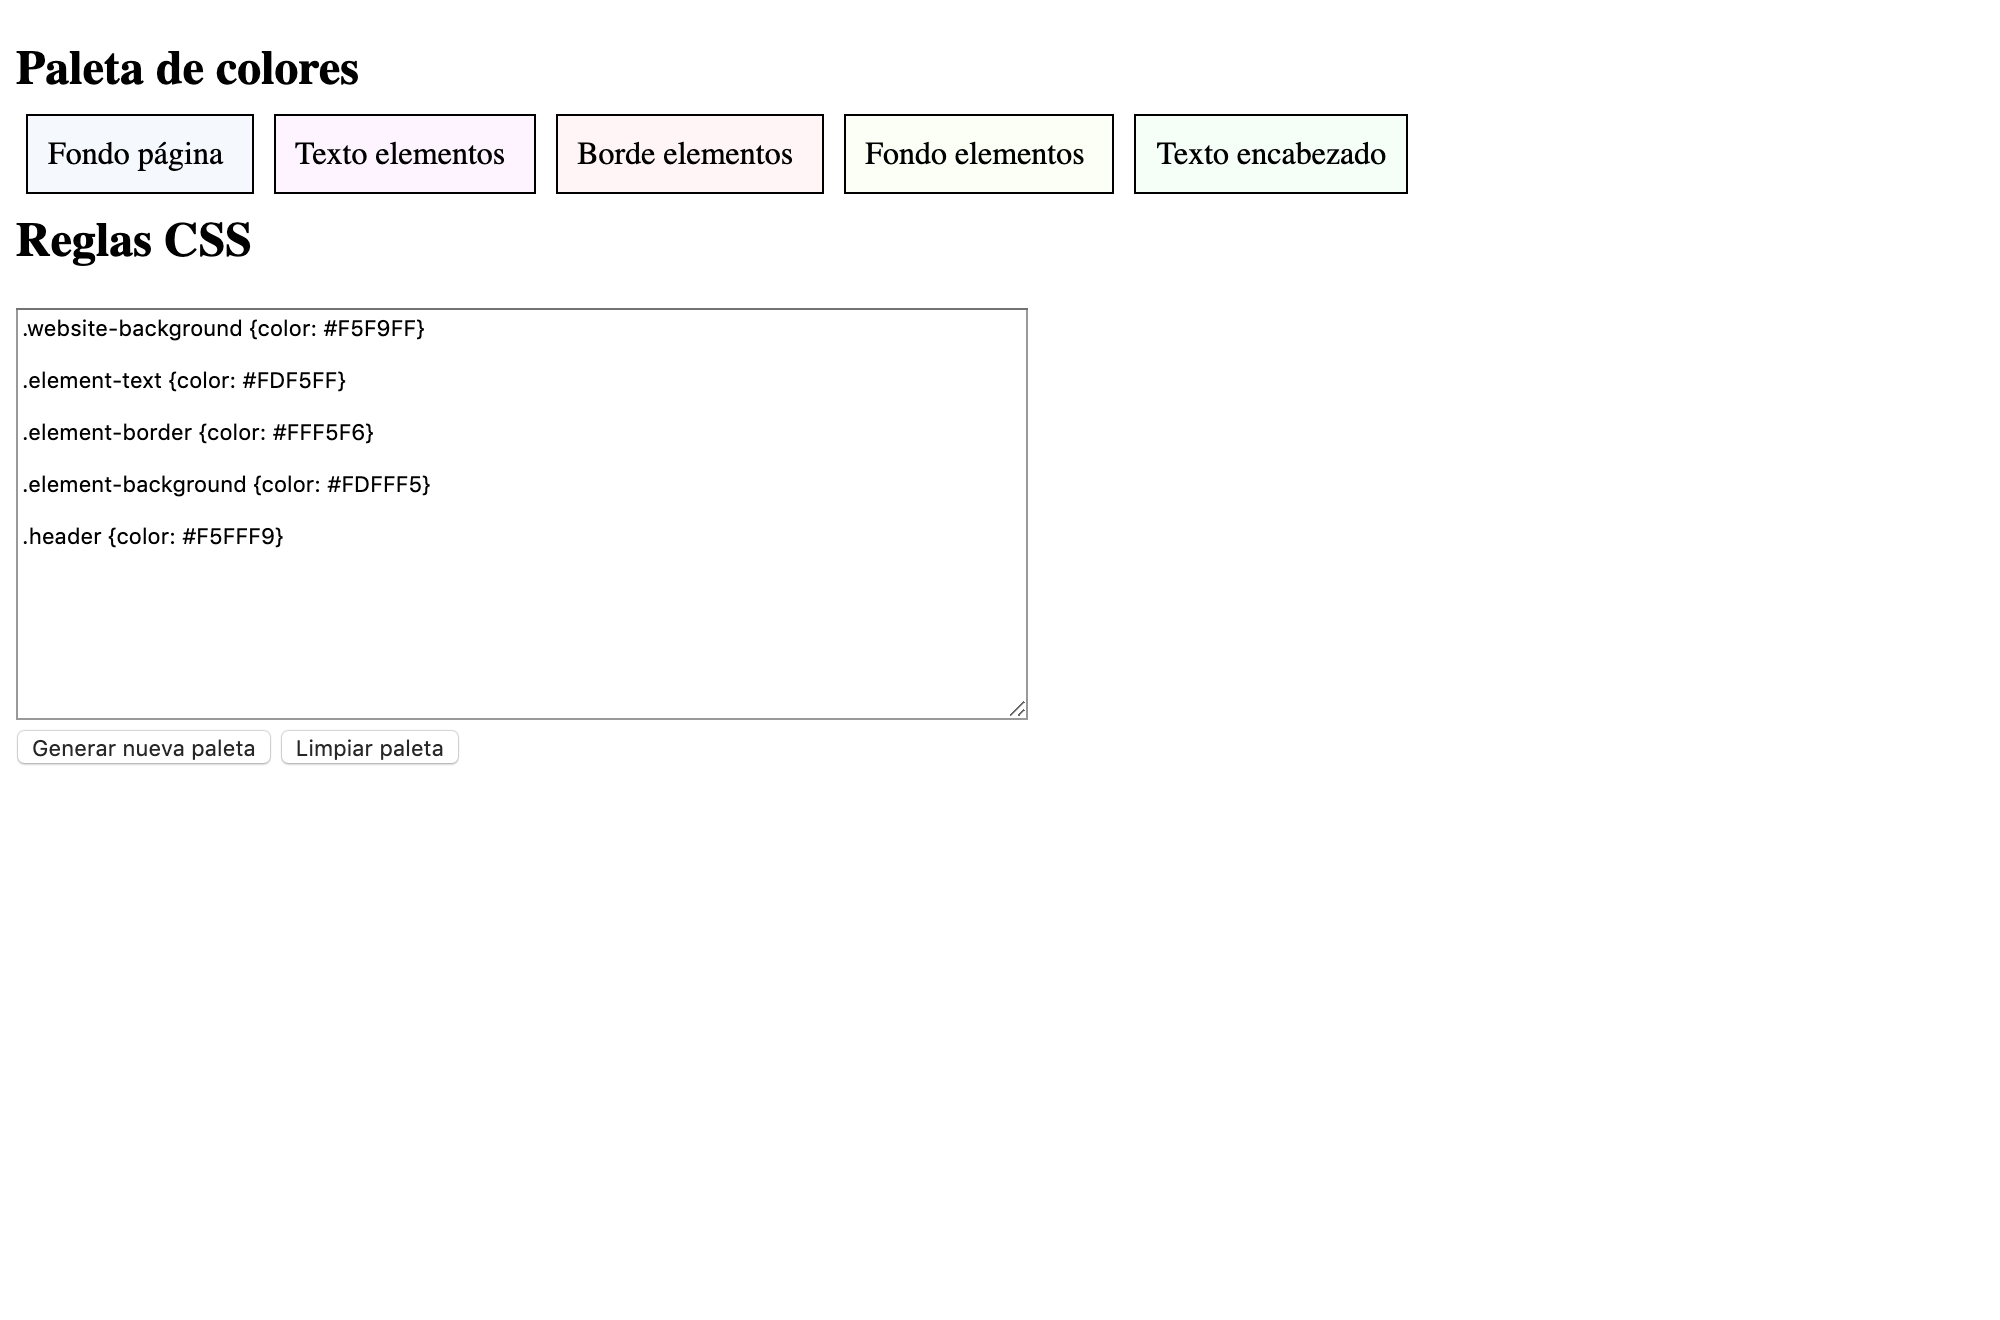 Paleta de colores
Fondo página
Texto elementos
Borde elementos
Fondo elementos
Texto encabezado
Reglas CSS
.website-background {color: #F5F9FF}
.element-text {color: #FDF5FF}
.element-border {color: #FFF5F6}
.element-background {color: #FDFFF5}
.header {color: #F5FFF9}
Generar nueva paleta
Limpiar paleta